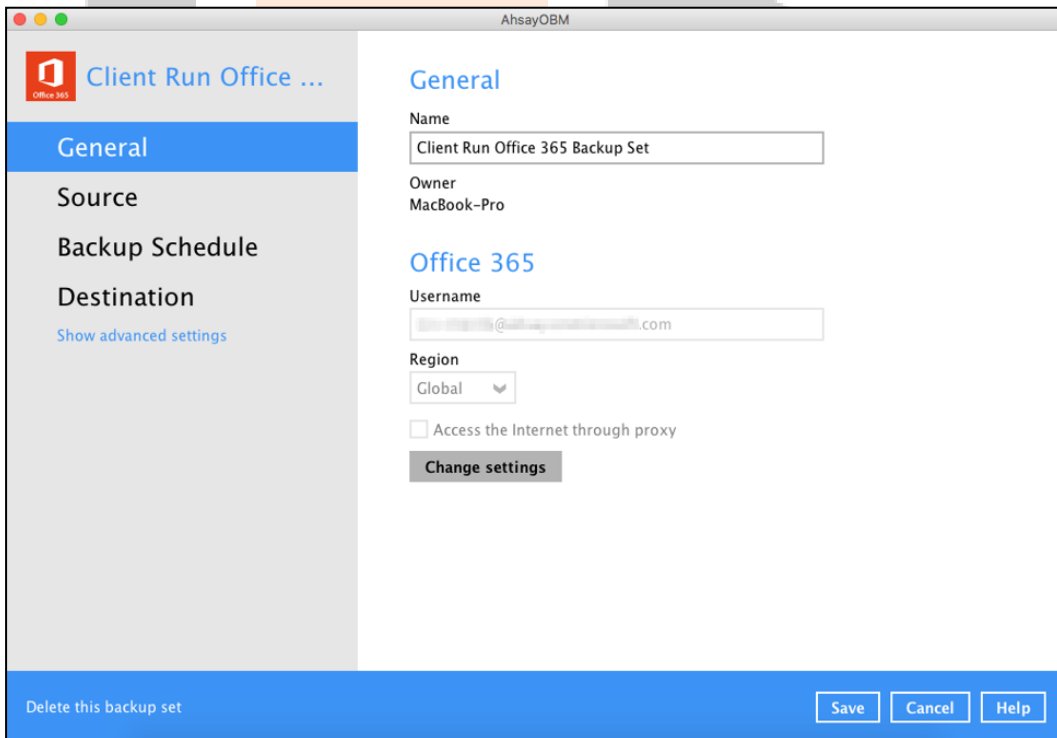 AhsayOBM
Office 365
Client Run Office ...
General
Source
Backup Schedule
Destination
Show advanced settings
General
Name
Client Run Office 365 Backup Set
Owner
MacBook-Pro
Office 365
Username
.com
Region
Global
Access the Internet through proxy
Change settings
Delete this backup set
Save Cancel Help